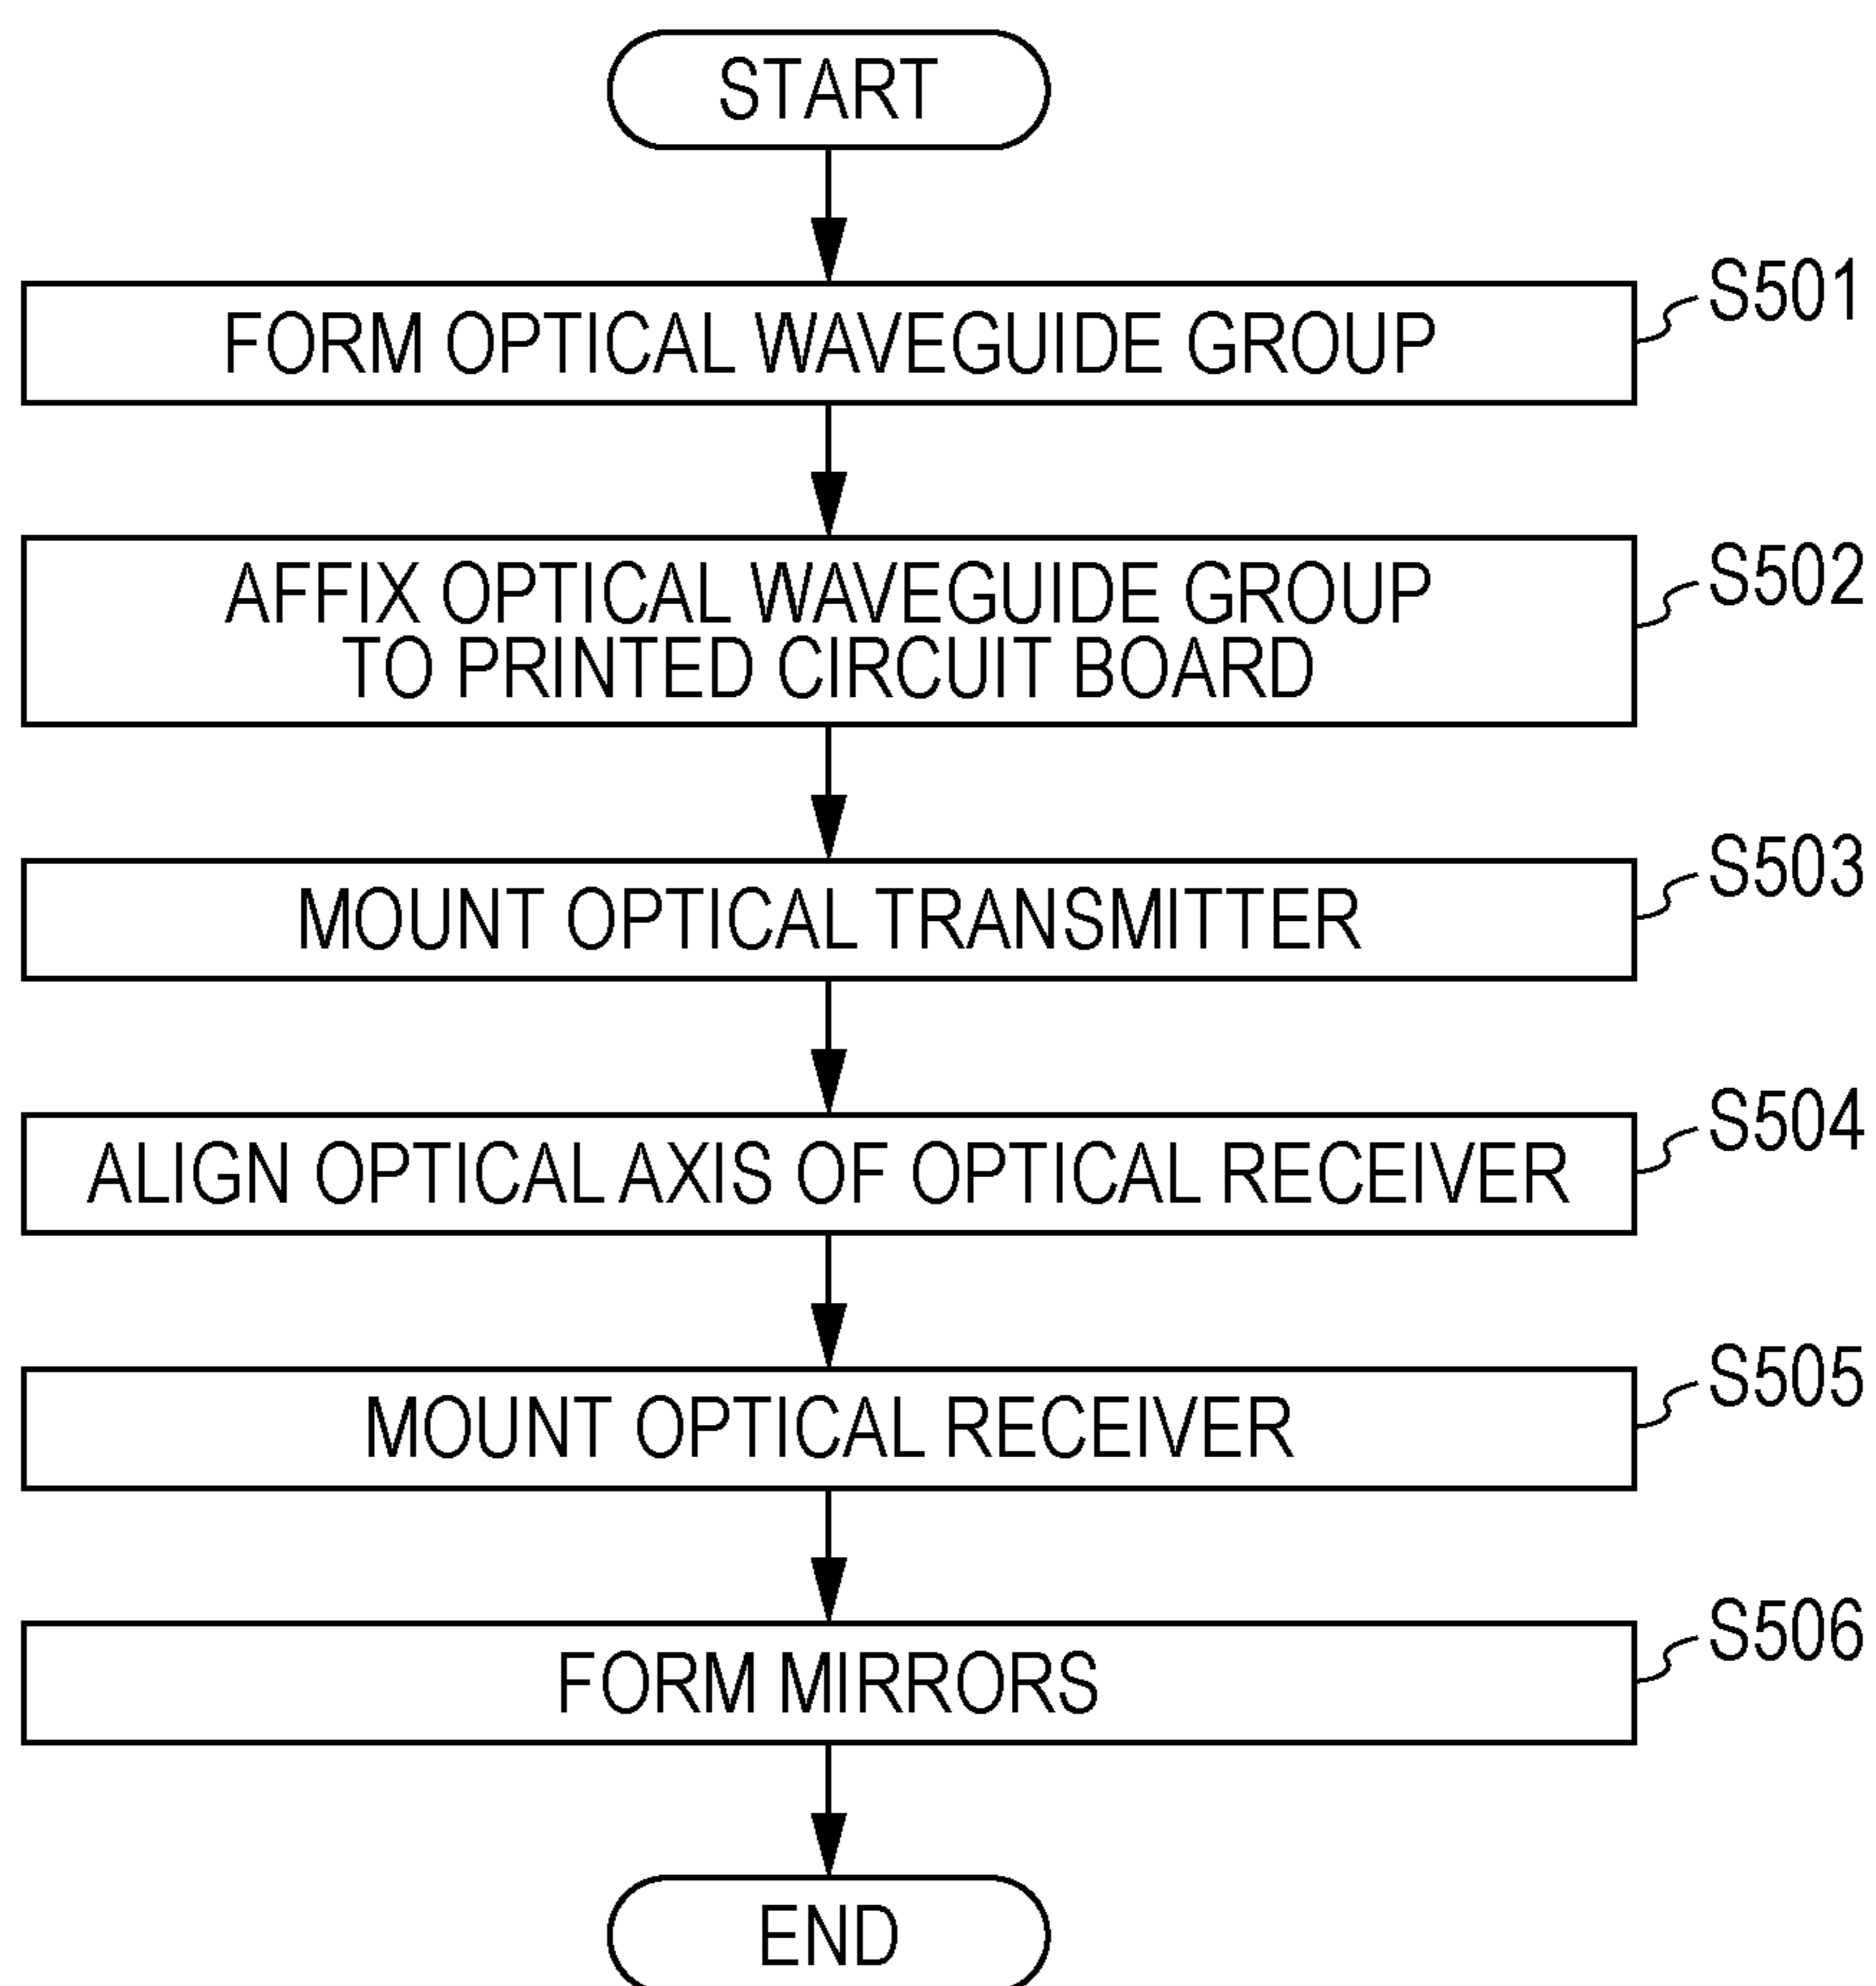 START
FORM OPTICAL WAVEGUIDE GROUP
S501
AFFIX OPTICAL WAVEGUIDE GROUP
TO PRINTED CIRCUIT BOARD
S502
MOUNT OPTICAL TRANSMITTER
S503
ALIGN OPTICAL AXIS OF OPTICAL RECEIVER
S504
MOUNT OPTICAL RECEIVER
S505
FORM MIRRORS
S506
END